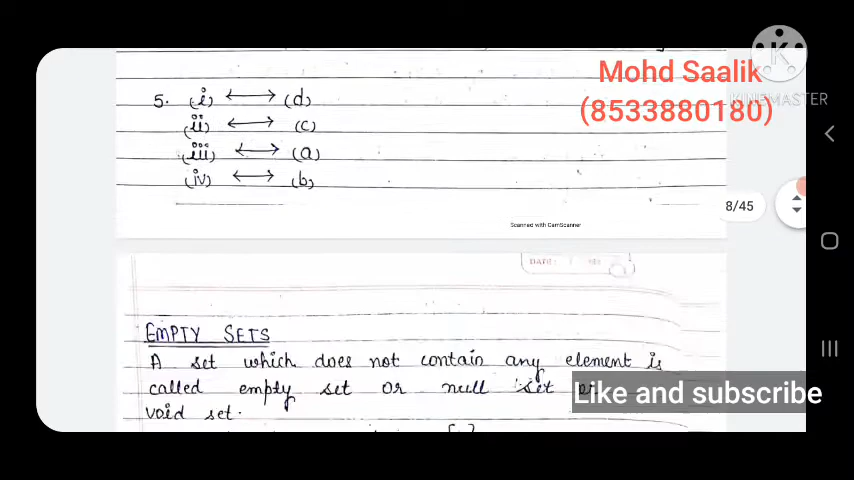 Mohd Saalik
(8533880180)
K
KINEMASTER
5. (i) ⟷ (d)
(ii) ⟷ (c)
(iii) ⟷ (a)
(iv) ⟷ (b)
8/45
Scanned with CamScanner
DATE:
EMPTY SETS
A set which does not contain any element is
called empty set or null set or
void set.
Like and subscribe